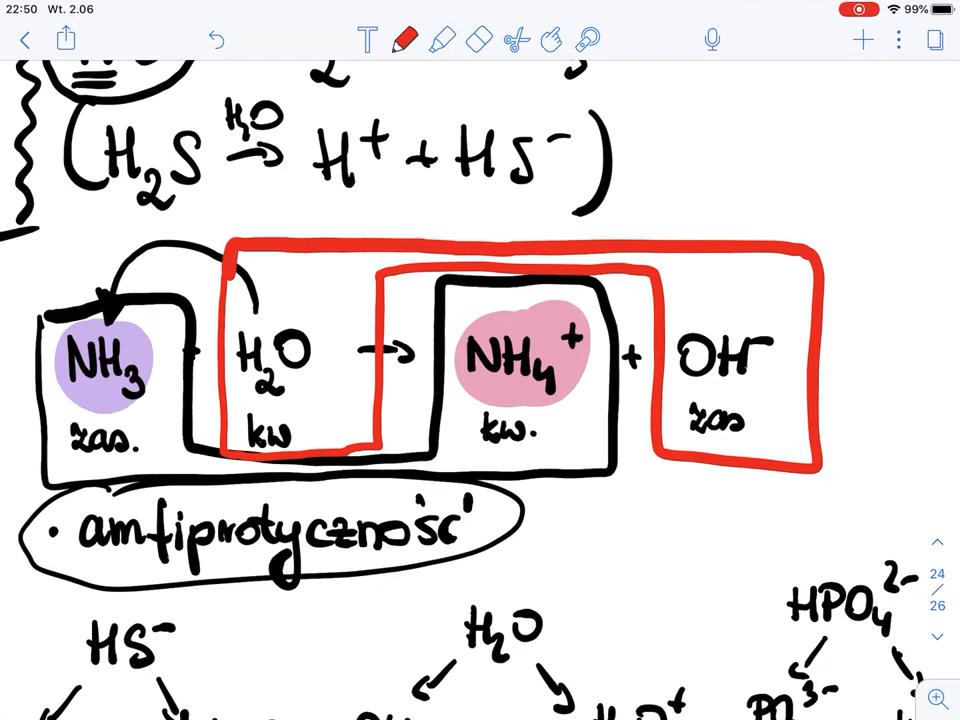 22:50 Wt. 2.06 99%
T
2
(H₂S H₂O → H⁺ + HS⁻)
NH₃ + H₂O → NH₄⁺ + OH⁻
zas. kw kw. zas
• amfiprotyczność
24
/
26
HS⁻ H₂O HPO₄²⁻